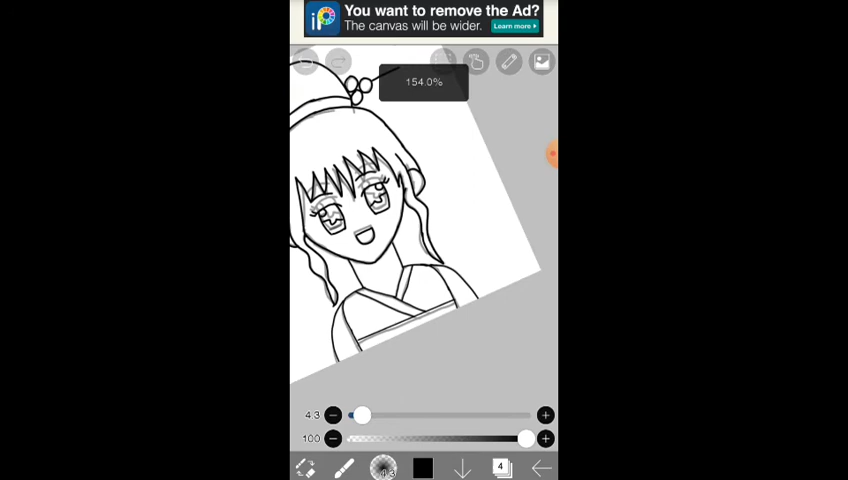 You want to remove the Ad?
The canvas will be wider.
Learn more
154.0%
4.3
100
4.3
4